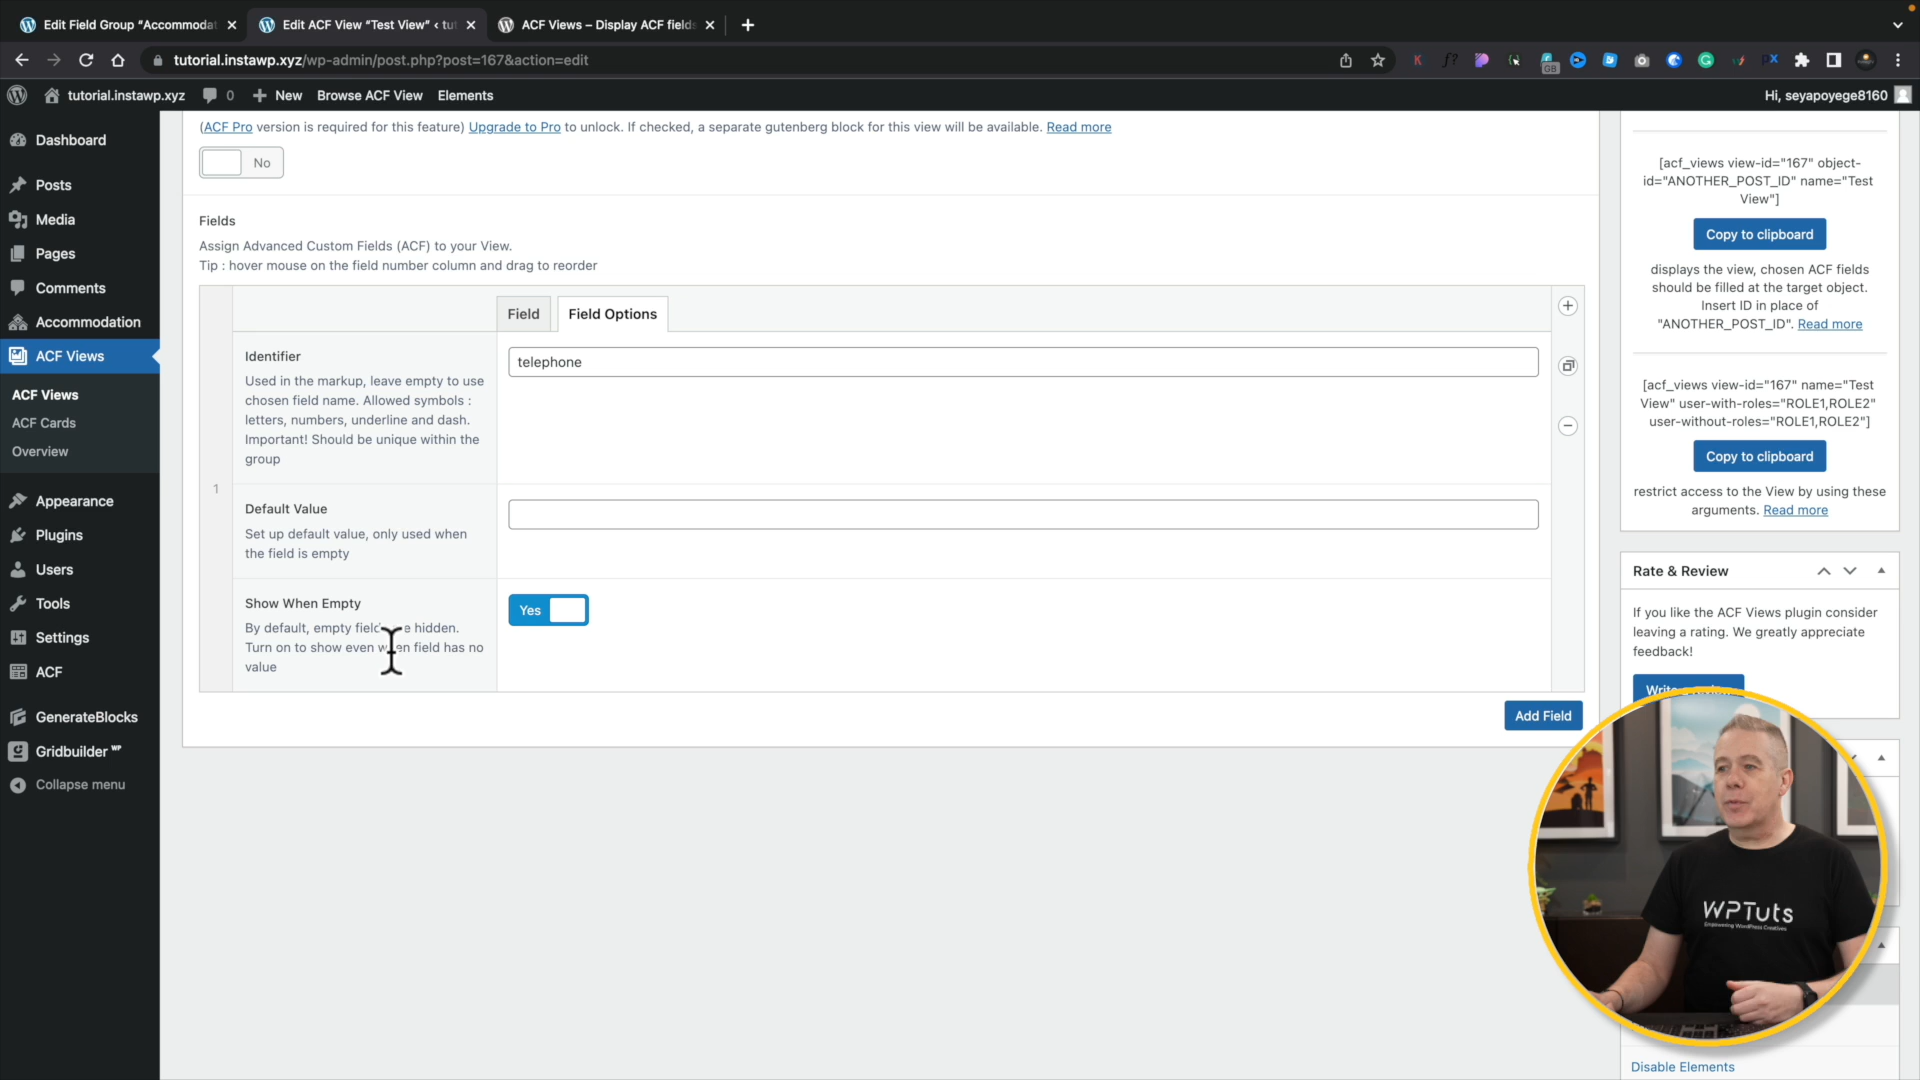 Edit Field Group "Accommodat
Edit ACF View "Test View" ‹ tut
ACF Views – Display ACF fields
tutorial.instawp.xyz/wp-admin/post.php?post=167&action=edit
tutorial.instawp.xyz
0
New
Browse ACF View
Elements
Hi, seyapoyege8160
Dashboard
Posts
Media
Pages
Comments
Accommodation
ACF Views
ACF Views
ACF Cards
Overview
Appearance
Plugins
Users
Tools
Settings
ACF
GenerateBlocks
Gridbuilder WP
Collapse menu
(ACF Pro version is required for this feature) Upgrade to Pro to unlock. If checked, a separate gutenberg block for this view will be available. Read more
No
Fields
Assign Advanced Custom Fields (ACF) to your View.
Tip : hover mouse on the field number column and drag to reorder
Field
Field Options
1
Identifier
Used in the markup, leave empty to use
chosen field name. Allowed symbols :
letters, numbers, underline and dash.
Important! Should be unique within the
group
telephone
Default Value
Set up default value, only used when
the field is empty
Show When Empty
By default, empty field hidden.
Turn on to show even when field has no
value
Yes
Add Field
[acf_views view-id="167" object-
id="ANOTHER_POST_ID" name="Test
View"]
Copy to clipboard
displays the view, chosen ACF fields
should be filled at the target object.
Insert ID in place of
"ANOTHER_POST_ID". Read more
[acf_views view-id="167" name="Test
View" user-with-roles="ROLE1,ROLE2"
user-without-roles="ROLE1,ROLE2"]
Copy to clipboard
restrict access to the View by using these
arguments. Read more
Rate & Review
If you like the ACF Views plugin consider
leaving a rating. We greatly appreciate
feedback!
Write
WPTuts
Empowering WordPress Creatives
Disable Elements